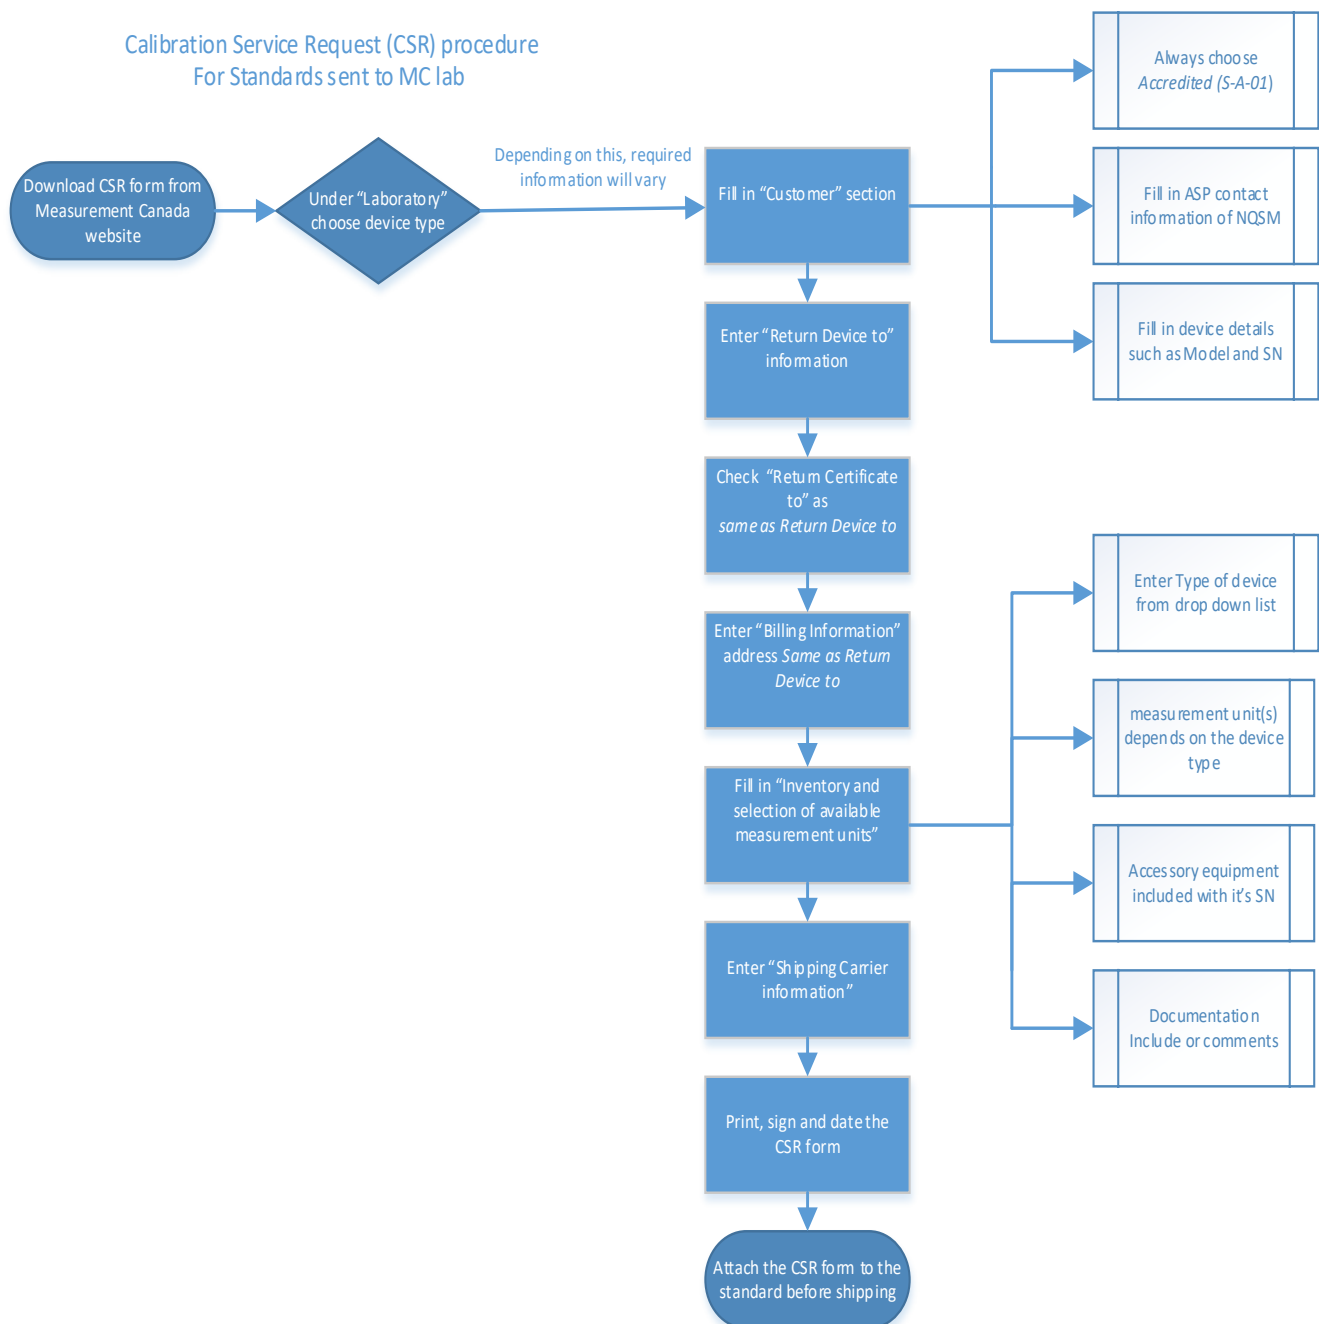 Calibration Service Request (CSR) procedure
For Standards sent to MC lab
Download CSR form from
Measurement Canada
website
Under “Laboratory”
choose device type
Depending on this, required
information will vary
Fill in “Customer” section
Always choose
Accredited (S-A-01)
Fill in ASP contact
information of NQSM
Fill in device details
such as Model and SN
Enter “Return Device to”
information
Check “Return Certificate
to” as
same as Return Device to
Enter “Billing Information”
address Same as Return
Device to
Fill in “Inventory and
selection of available
measurement units”
Enter Type of device
from drop down list
measurement unit(s)
depends on the device
type
Accessory equipment
included with it’s SN
Documentation
Include or comments
Enter “Shipping Carrier
information”
Print, sign and date the
CSR form
Attach the CSR form to the
standard before shipping